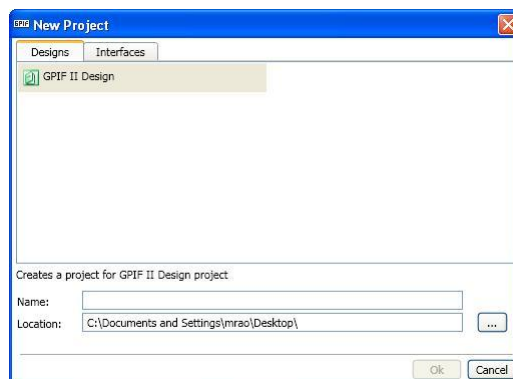 GPIF New Project
Designs Interfaces
GPIF II Design
Creates a project for GPIF II Design project
Name:
Location: C:\Documents and Settings\mrao\Desktop\ ...
Ok Cancel